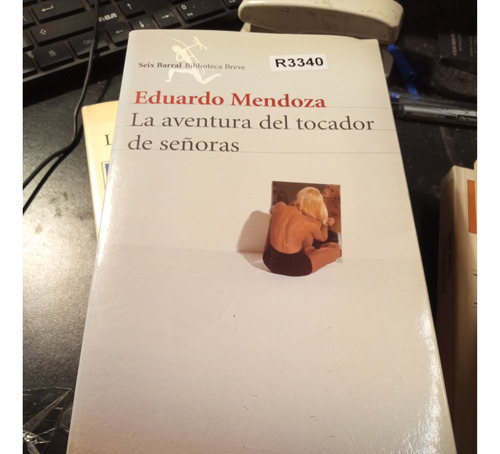 Seix Barral Biblioteca Breve
R3340
Eduardo Mendoza
La aventura del tocador
de señoras
L